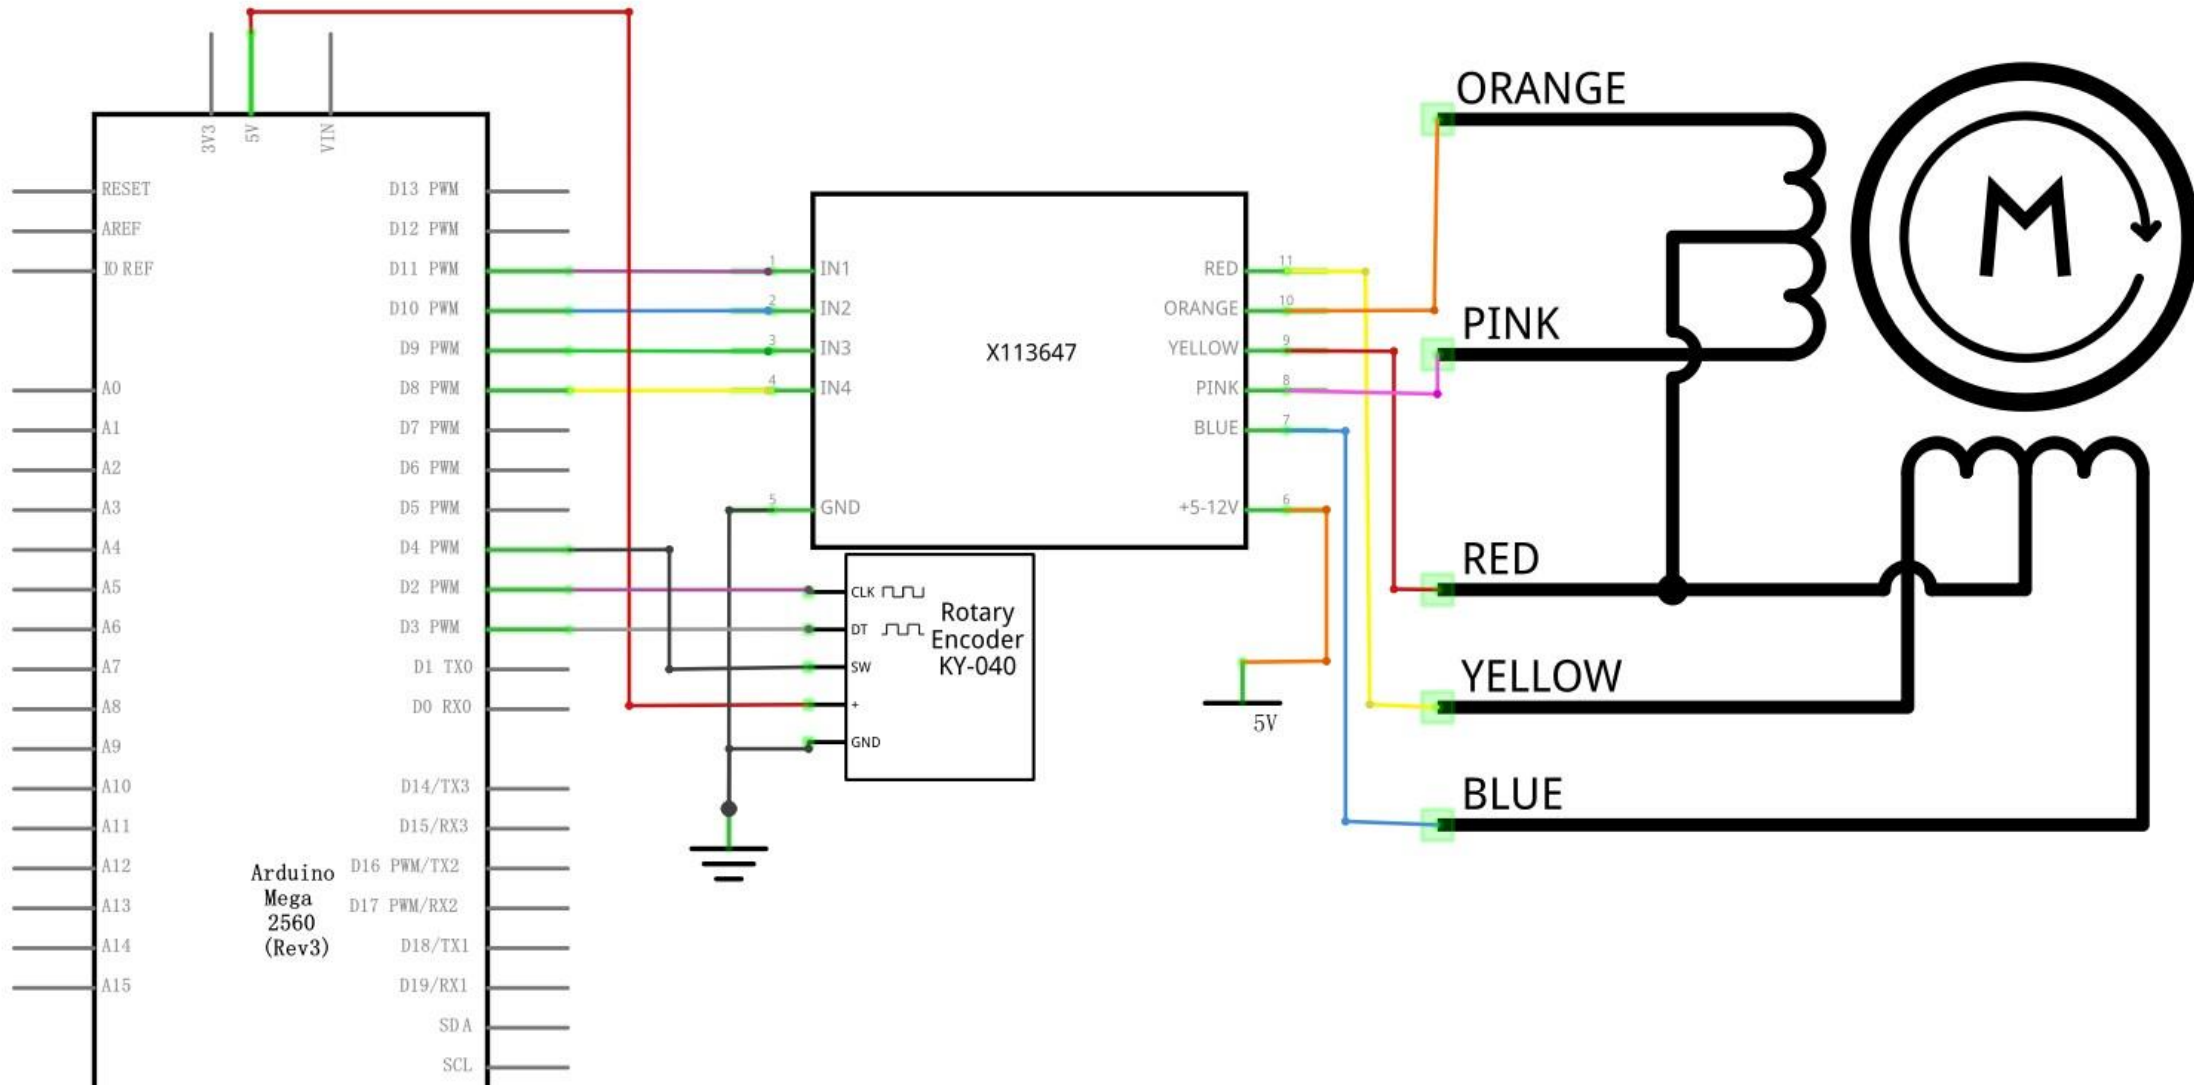 3V3
5V
VIN
RESET
AREF
IO REF
A0
A1
A2
A3
A4
A5
A6
A7
A8
A9
A10
A11
A12
A13
A14
A15
D13 PWM
D12 PWM
D11 PWM
D10 PWM
D9 PWM
D8 PWM
D7 PWM
D6 PWM
D5 PWM
D4 PWM
D2 PWM
D3 PWM
D1 TX0
D0 RX0
D14/TX3
D15/RX3
D16 PWM/TX2
D17 PWM/RX2
D18/TX1
D19/RX1
SDA
SCL
Arduino
Mega
2560
(Rev3)
1
2
3
4
5
IN1
IN2
IN3
IN4
GND
X113647
RED
ORANGE
YELLOW
PINK
BLUE
+5-12V
11
10
9
8
7
6
CLK
DT
SW
+
GND
Rotary
Encoder
KY-040
5V
ORANGE
PINK
RED
YELLOW
BLUE
M